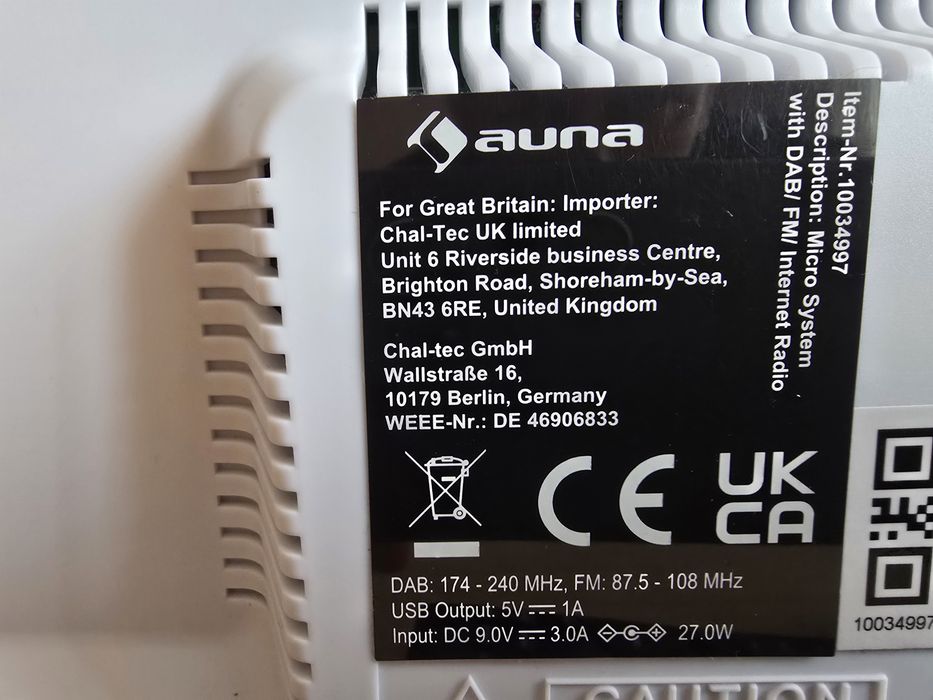 auna
For Great Britain: Importer:
Chal-Tec UK limited
Unit 6 Riverside business Centre,
Brighton Road, Shoreham-by-Sea,
BN43 6RE, United Kingdom
Chal-tec GmbH
Wallstraße 16,
10179 Berlin, Germany
WEEE-Nr.: DE 46906833
Item-Nr.10034997
Description: Micro System
with DAB/ FM/ Internet Radio
CE
UK
CA
DAB: 174 - 240 MHz, FM: 87.5 - 108 MHz
USB Output: 5V ⎓ 1A
Input: DC 9.0V ⎓ 3.0A 27.0W
10034997
CAUTION